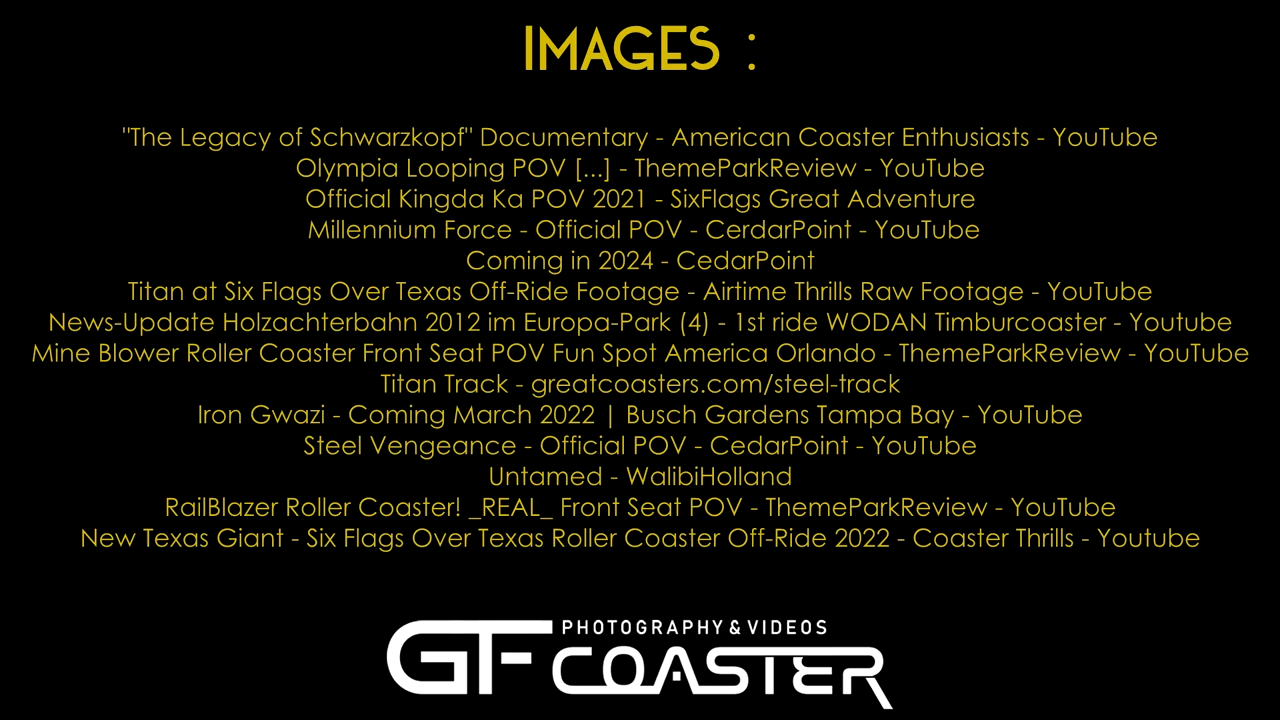 IMAGES :
"The Legacy of Schwarzkopf" Documentary - American Coaster Enthusiasts - YouTube
Olympia Looping POV [...] - ThemeParkReview - YouTube
Official Kingda Ka POV 2021 - SixFlags Great Adventure
Millennium Force - Official POV - CerdarPoint - YouTube
Coming in 2024 - CedarPoint
Titan at Six Flags Over Texas Off-Ride Footage - Airtime Thrills Raw Footage - YouTube
News-Update Holzachterbahn 2012 im Europa-Park (4) - 1st ride WODAN Timburcoaster - Youtube
Mine Blower Roller Coaster Front Seat POV Fun Spot America Orlando - ThemeParkReview - YouTube
Titan Track - greatcoasters.com/steel-track
Iron Gwazi - Coming March 2022 | Busch Gardens Tampa Bay - YouTube
Steel Vengeance - Official POV - CedarPoint - YouTube
Untamed - WalibiHolland
RailBlazer Roller Coaster! _REAL_ Front Seat POV - ThemeParkReview - YouTube
New Texas Giant - Six Flags Over Texas Roller Coaster Off-Ride 2022 - Coaster Thrills - Youtube
PHOTOGRAPHY & VIDEOS
GF COASTER